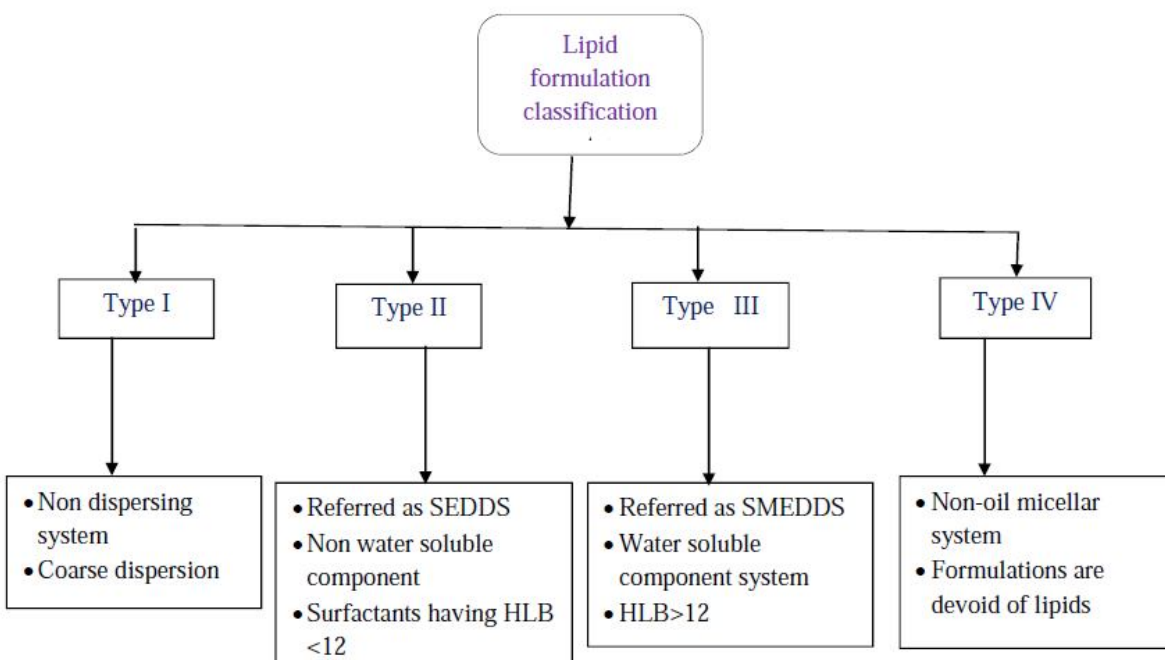 Lipid
formulation
classification
.
Type I
Type II
Type III
Type IV
• Non dispersing
system
• Coarse dispersion
• Referred as SEDDS
• Non water soluble
component
• Surfactants having HLB
<12
• Referred as SMEDDS
• Water soluble
component system
• HLB>12
• Non-oil micellar
system
• Formulations are
devoid of lipids